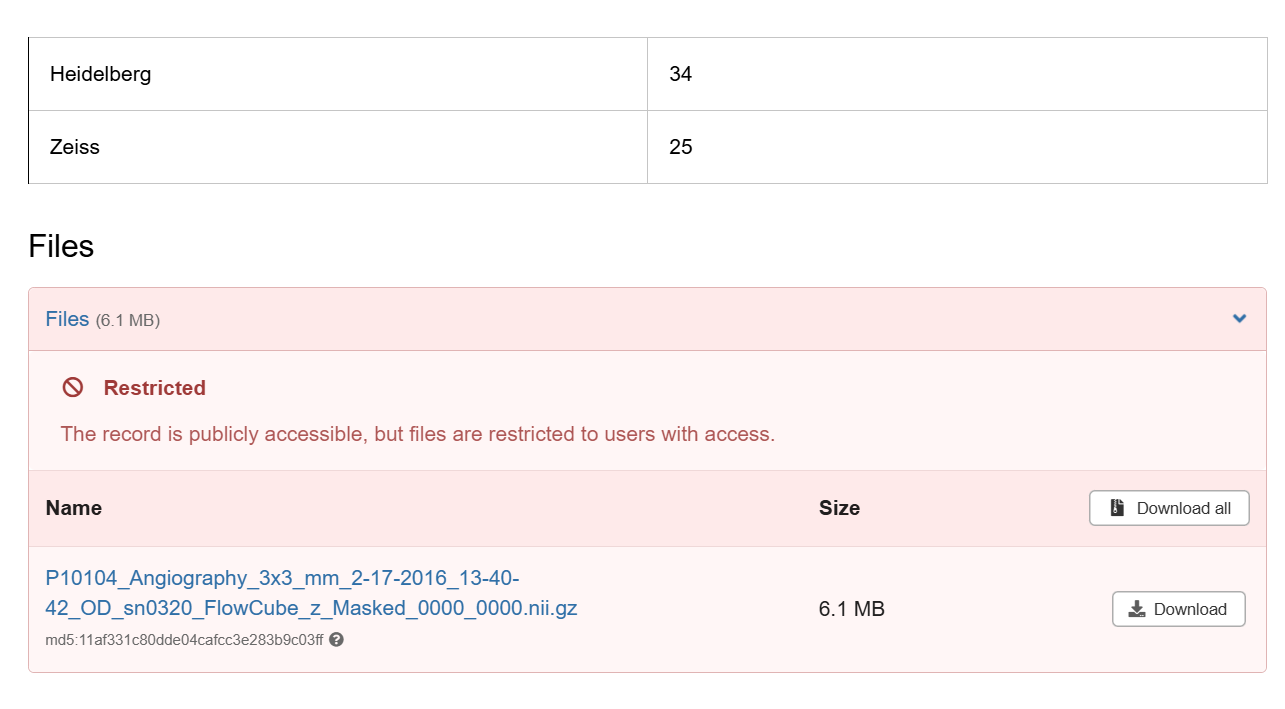 Heidelberg 34
Zeiss 25
Files
Files (6.1 MB)
Restricted
The record is publicly accessible, but files are restricted to users with access.
Name Size Download all
P10104_Angiography_3x3_mm_2-17-2016_13-40-
42_OD_sn0320_FlowCube_z_Masked_0000_0000.nii.gz
6.1 MB Download
md5:11af331c80dde04cafcc3e283b9c03ff